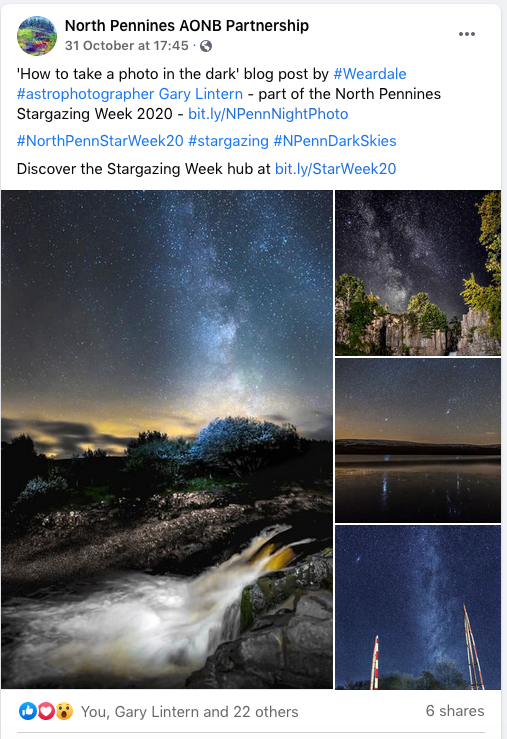 North Pennines AONB Partnership
31 October at 17:45 ·
'How to take a photo in the dark' blog post by #Weardale
#astrophotographer Gary Lintern - part of the North Pennines
Stargazing Week 2020 - bit.ly/NPennNightPhoto
#NorthPennStarWeek20 #stargazing #NPennDarkSkies
Discover the Stargazing Week hub at bit.ly/StarWeek20
You, Gary Lintern and 22 others
6 shares